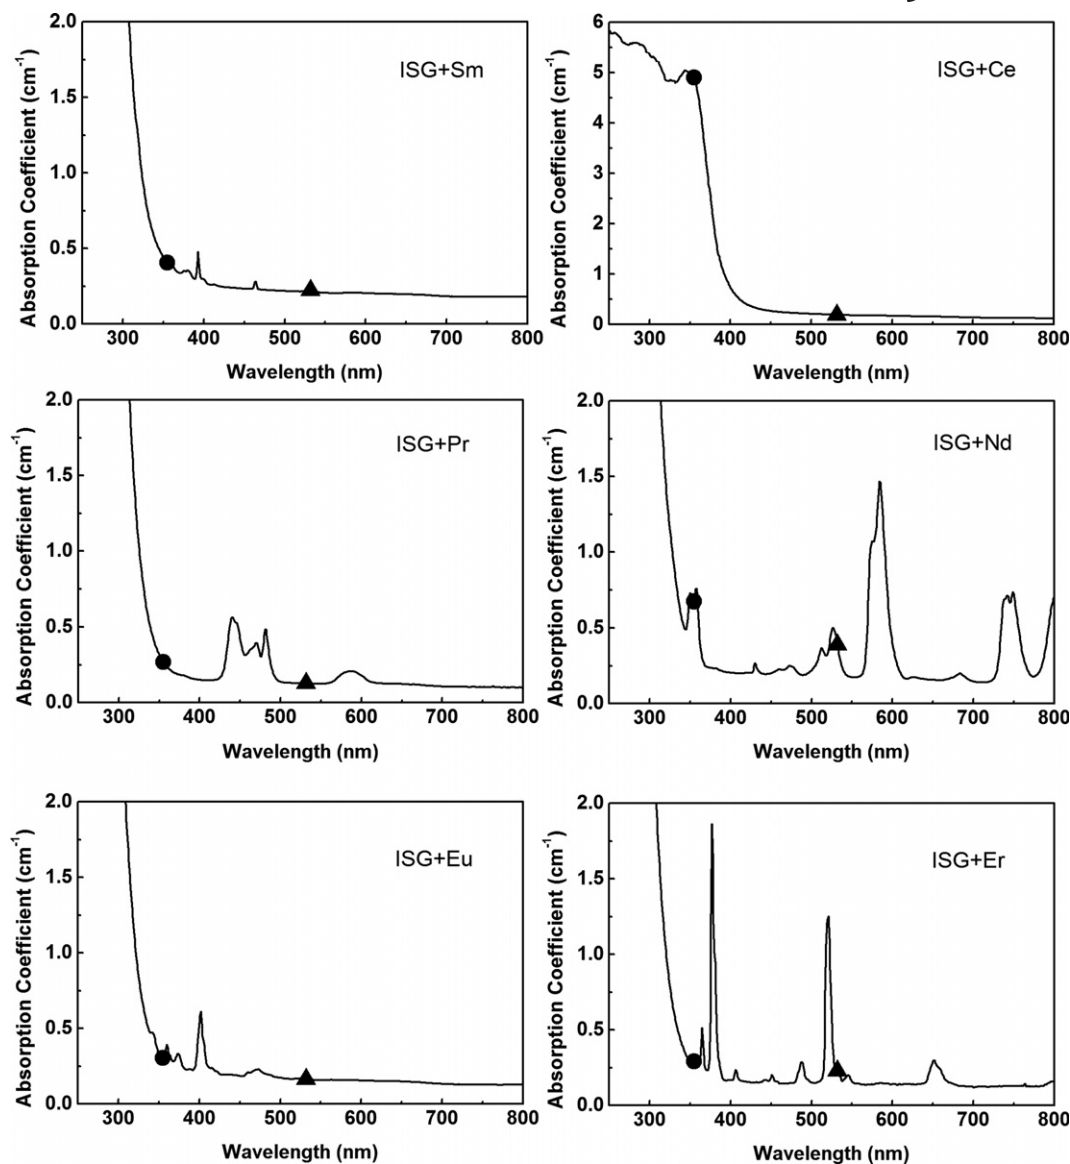 2.0
1.5
1.0
0.5
0.0
Absorption Coefficient (cm-1)
ISG+Sm
300 400 500 600 700 800
Wavelength (nm)
6
5
4
3
2
1
0
Absorption Coefficient (cm-1)
ISG+Ce
300 400 500 600 700 800
Wavelength (nm)
2.0
1.5
1.0
0.5
0.0
Absorption Coefficient (cm-1)
ISG+Pr
300 400 500 600 700 800
Wavelength (nm)
2.0
1.5
1.0
0.5
0.0
Absorption Coefficient (cm-1)
ISG+Nd
300 400 500 600 700 800
Wavelength (nm)
2.0
1.5
1.0
0.5
0.0
Absorption Coefficient (cm-1)
ISG+Eu
300 400 500 600 700 800
Wavelength (nm)
2.0
1.5
1.0
0.5
0.0
Absorption Coefficient (cm-1)
ISG+Er
300 400 500 600 700 800
Wavelength (nm)